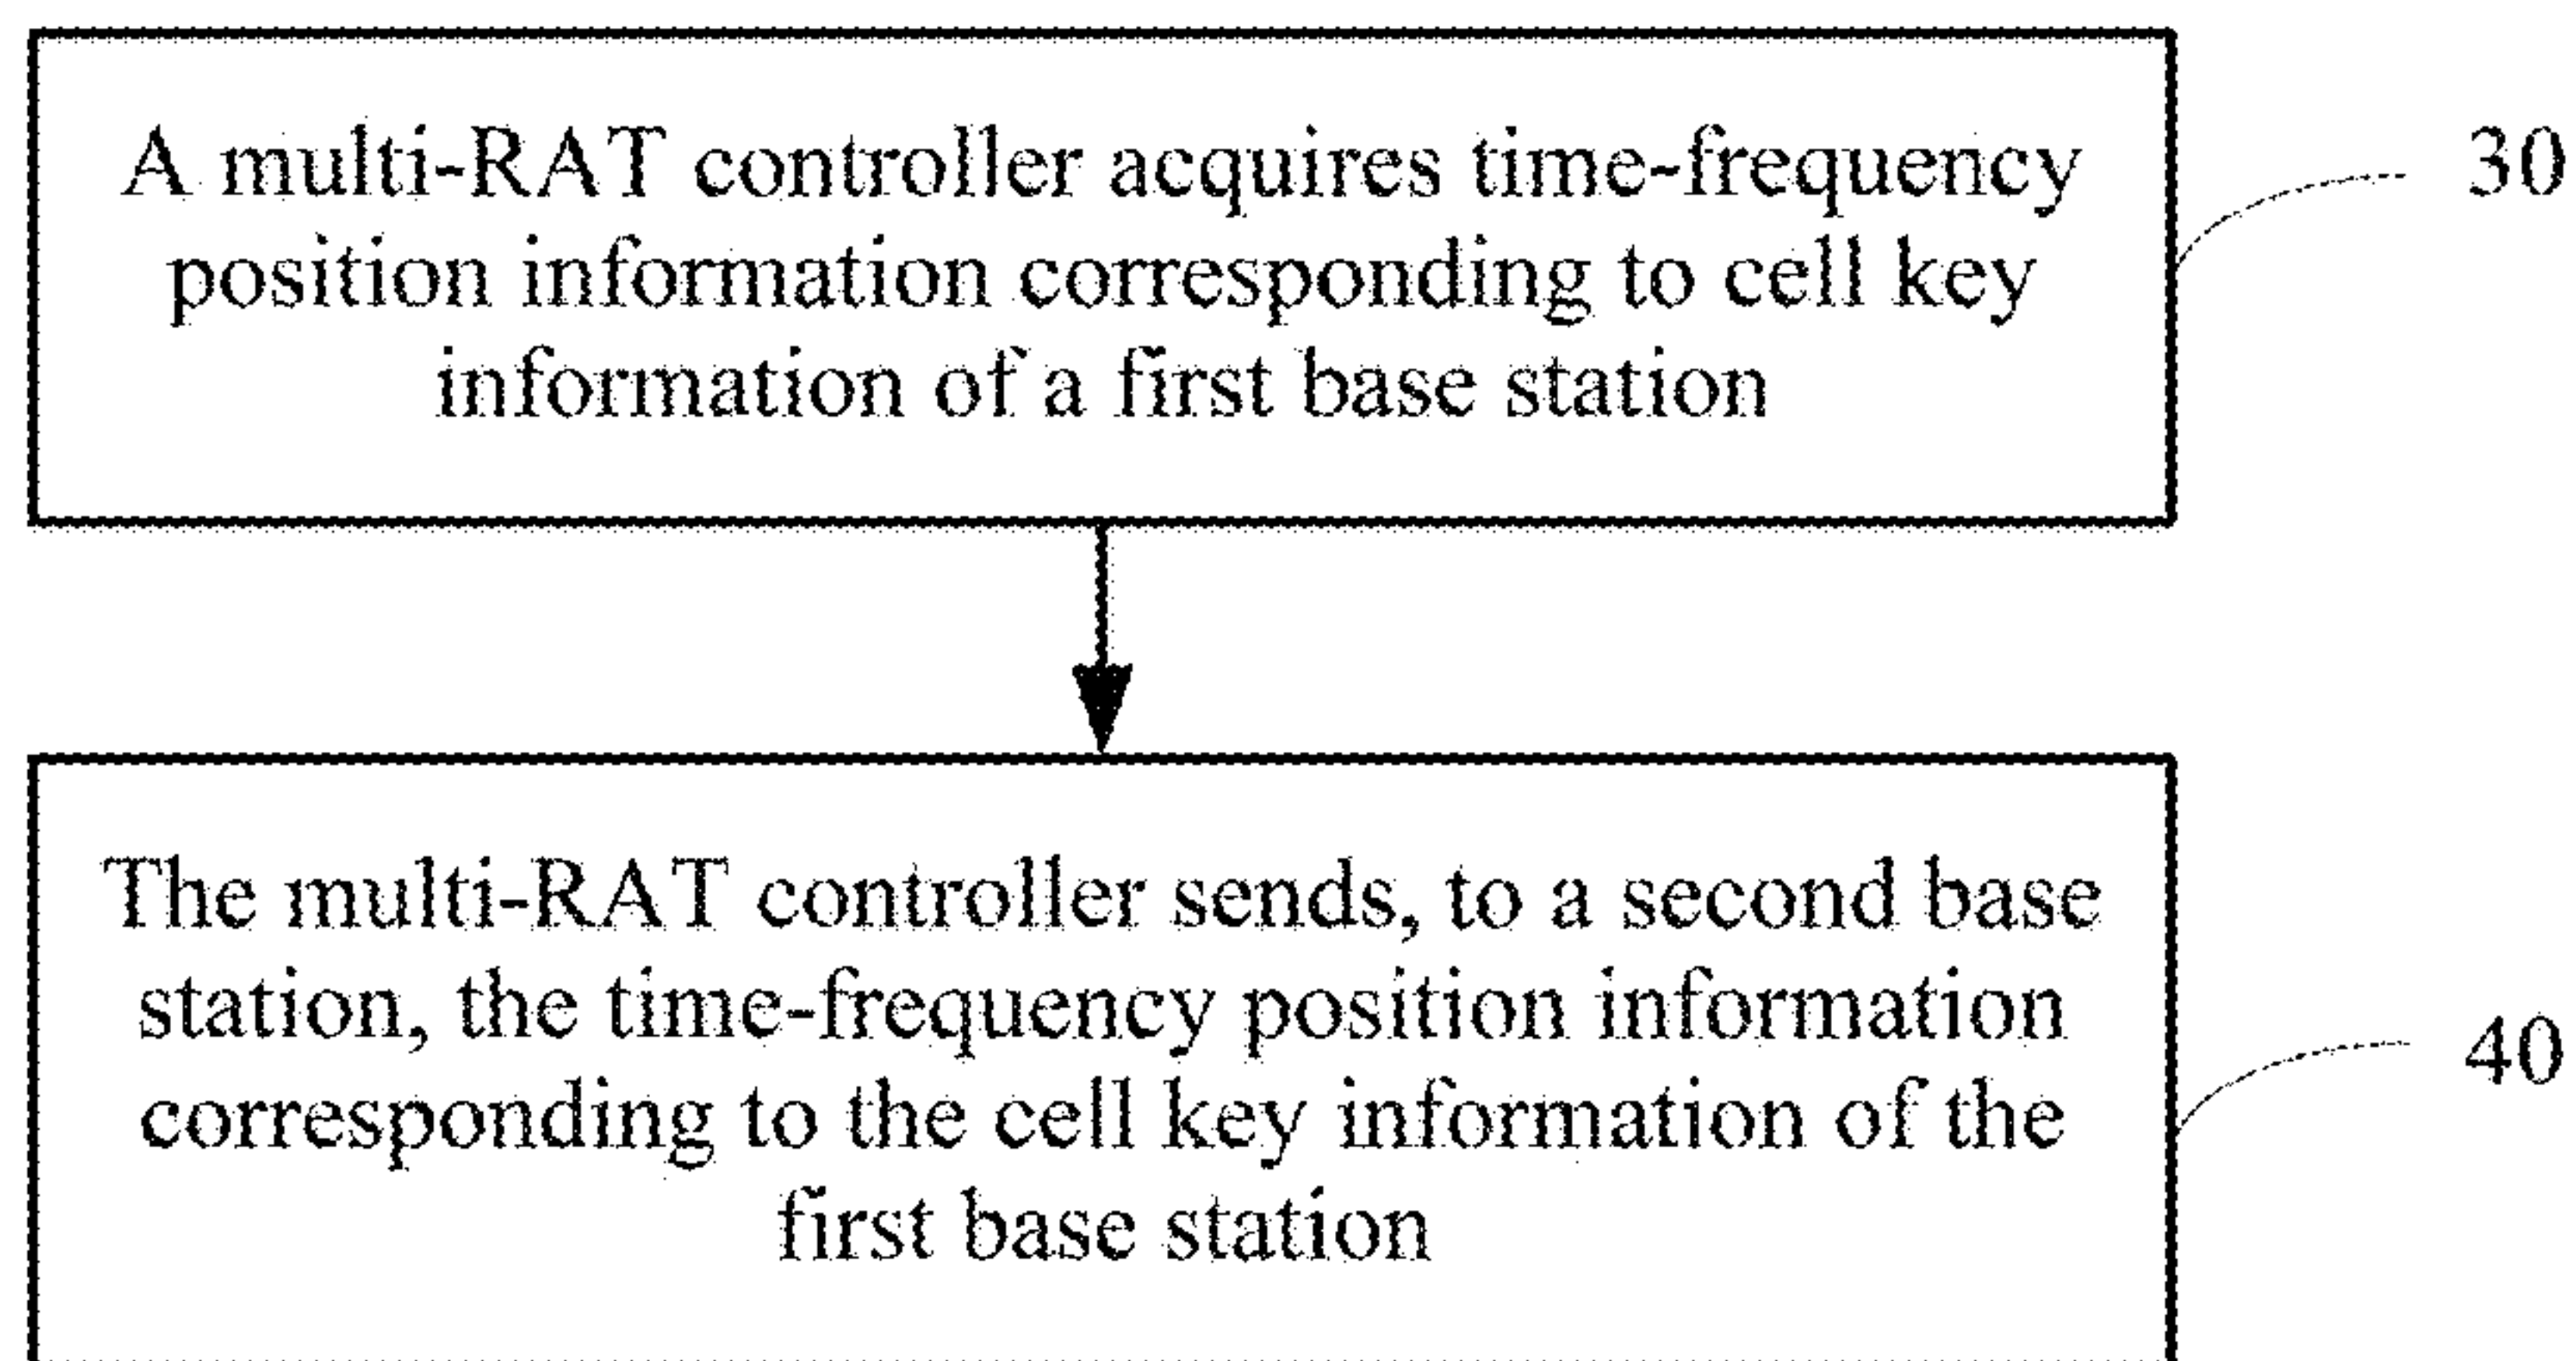 A multi-RAT controller acquires time-frequency
position information corresponding to cell key
information of a first base station
30
The multi-RAT controller sends, to a second base
station, the time-frequency position information
corresponding to the cell key information of the
first base station
40